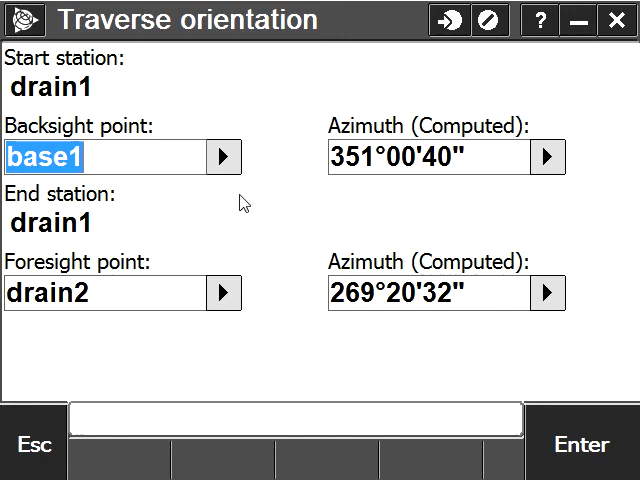 Traverse orientation
?
Start station:
drain1
Backsight point:
Azimuth (Computed):
base1
351°00'40"
End station:
drain1
Foresight point:
Azimuth (Computed):
drain2
269°20'32"
Esc
Enter